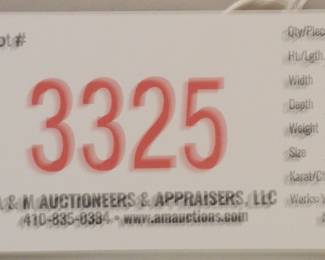 ot #
3325
A & M AUCTIONEERS & APPRAISERS, LLC
410-835-0384 - www.amauctions.com
Qty/Piec
Ht./Lgth.
Width
Depth
Weight
Size
Karat/C